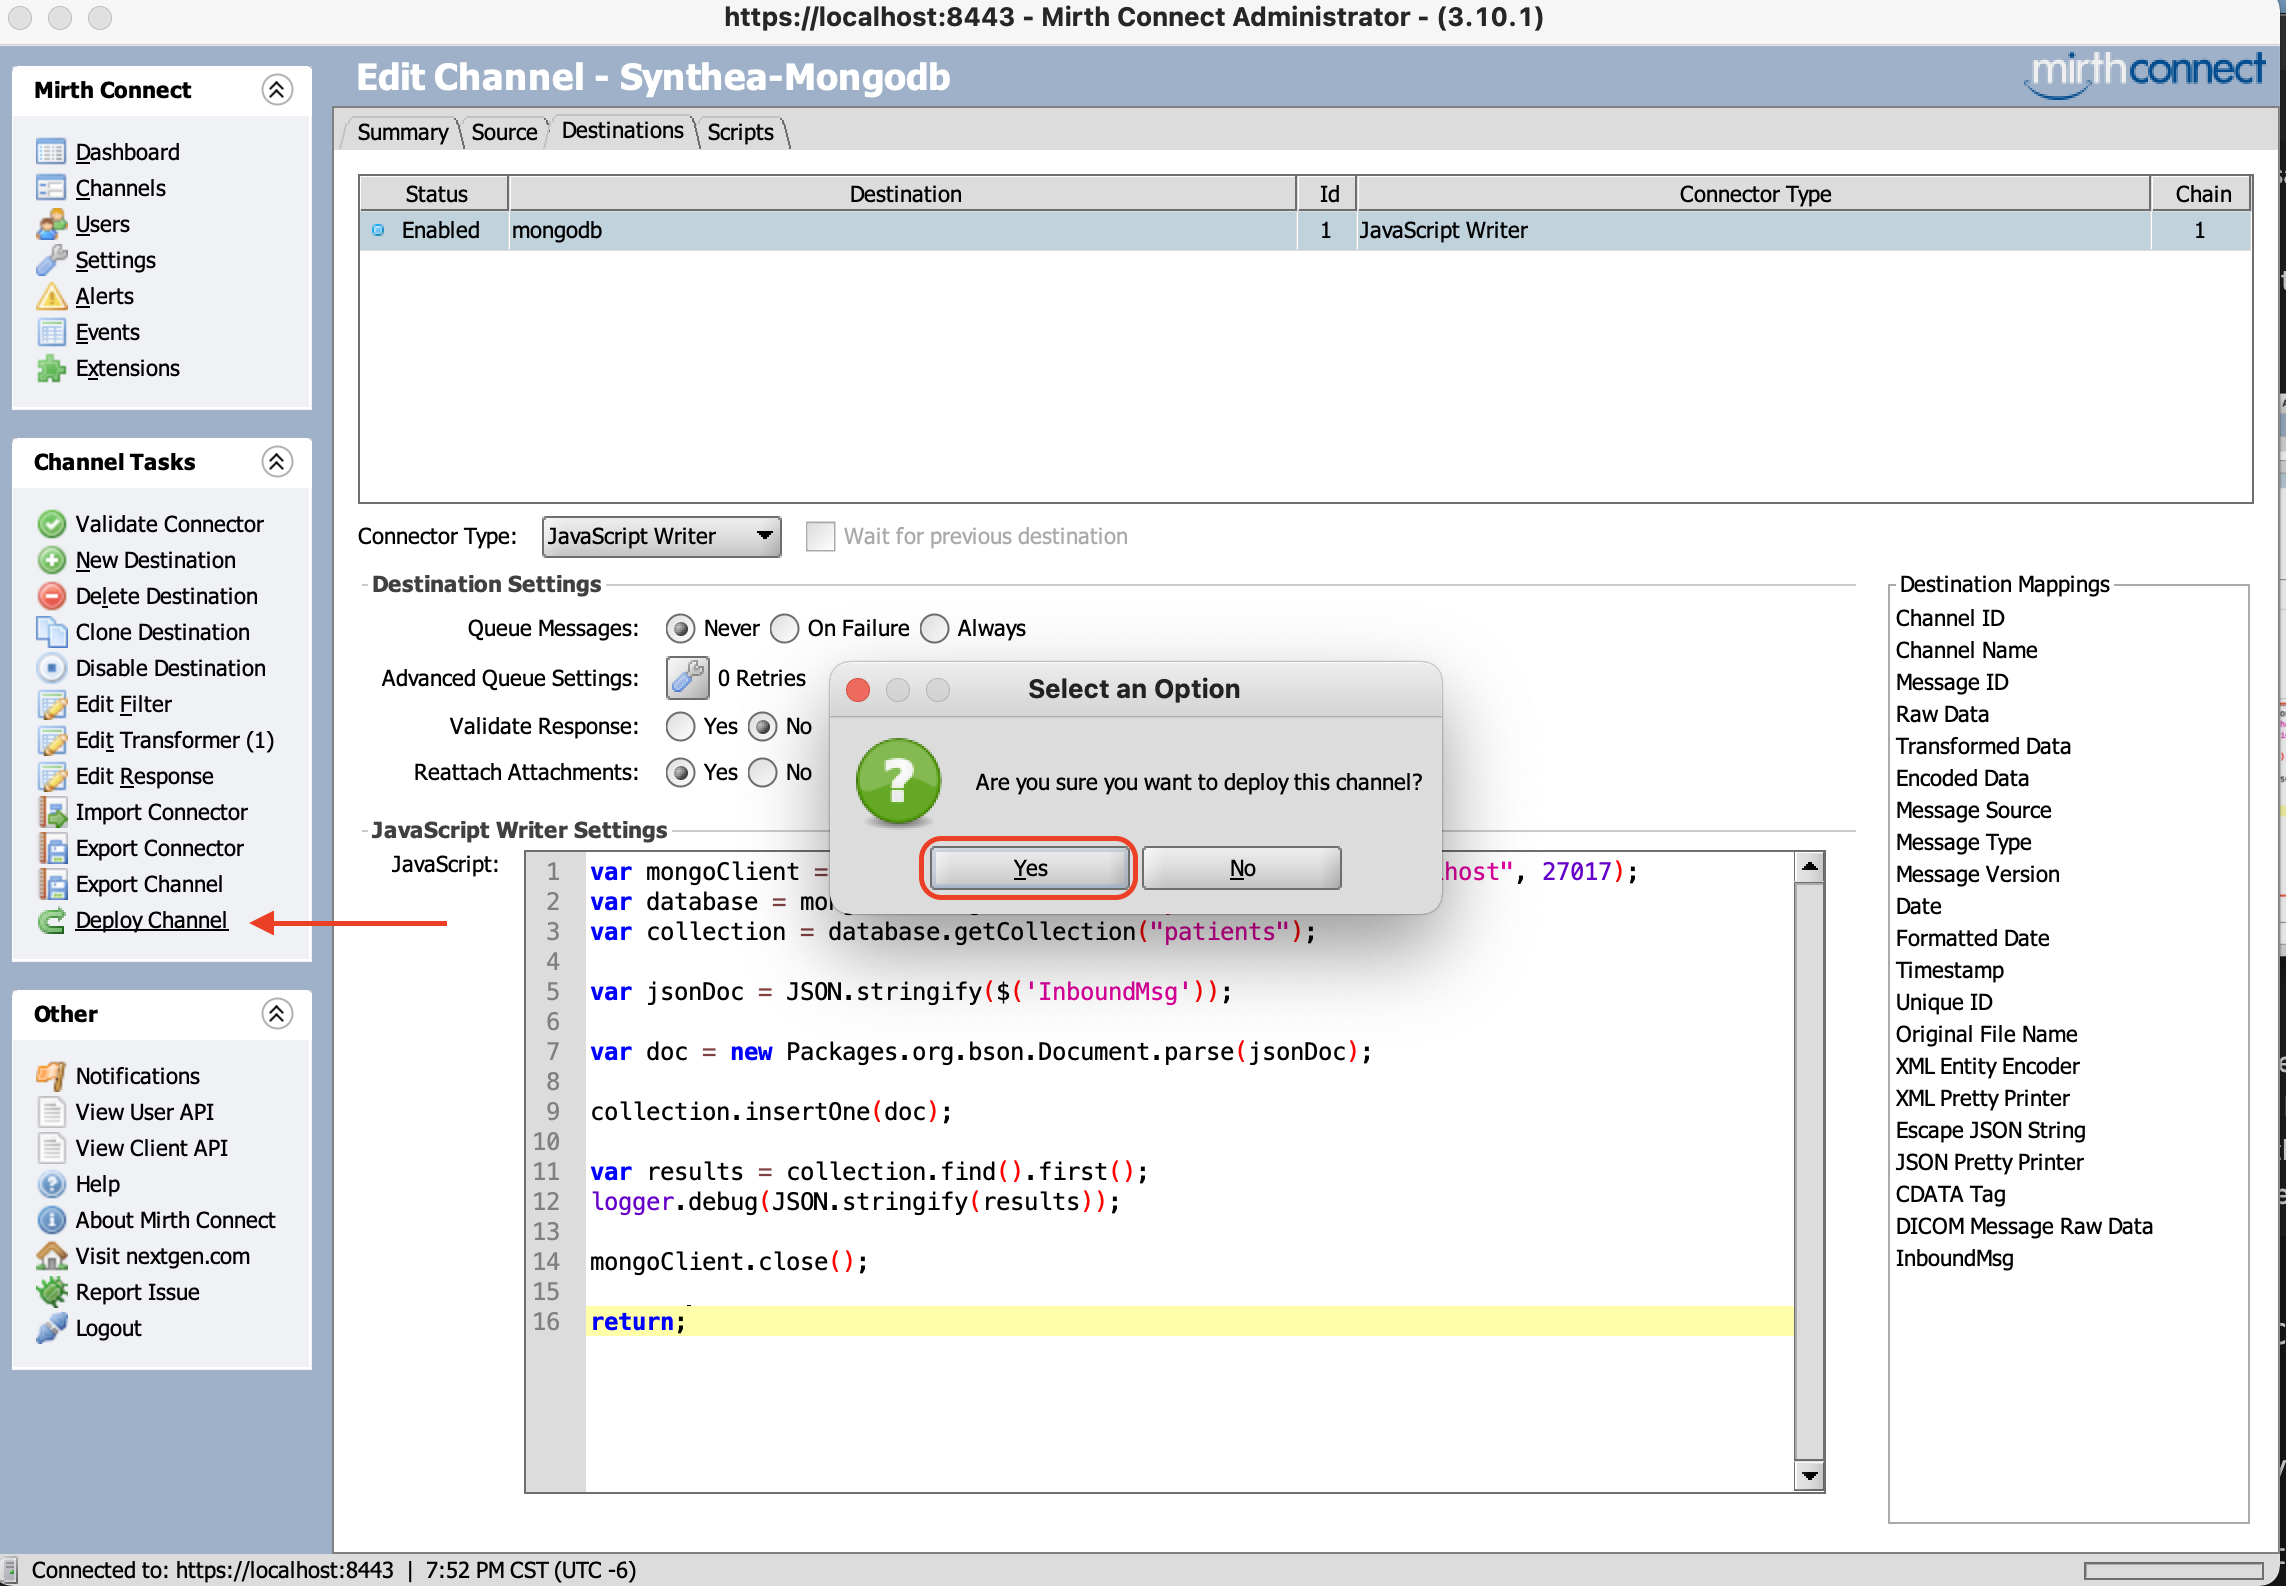 https://localhost:8443 - Mirth Connect Administrator - (3.10.1)
Mirth Connect
Dashboard
Channels
Users
Settings
Alerts
Events
Extensions
Channel Tasks
Validate Connector
New Destination
Delete Destination
Clone Destination
Disable Destination
Edit Filter
Edit Transformer (1)
Edit Response
Import Connector
Export Connector
Export Channel
Deploy Channel
Other
Notifications
View User API
View Client API
Help
About Mirth Connect
Visit nextgen.com
Report Issue
Logout
Edit Channel - Synthea-Mongodb
mirthconnect
Summary Source Destinations Scripts
Status Destination Id Connector Type Chain
Enabled mongodb 1 JavaScript Writer 1
Connector Type: JavaScript Writer Wait for previous destination
Destination Settings
Queue Messages: Never On Failure Always
Advanced Queue Settings: 0 Retries
Validate Response: Yes No
Reattach Attachments: Yes No
Select an Option
Are you sure you want to deploy this channel?
Yes No
JavaScript Writer Settings
JavaScript:
1 var mongoClient = host", 27017);
2 var database =
3 var collection = database.getCollection("patients");
4
5 var jsonDoc = JSON.stringify($('InboundMsg'));
6
7 var doc = new Packages.org.bson.Document.parse(jsonDoc);
8
9 collection.insertOne(doc);
10
11 var results = collection.find().first();
12 logger.debug(JSON.stringify(results));
13
14 mongoClient.close();
15
16 return;
Destination Mappings
Channel ID
Channel Name
Message ID
Raw Data
Transformed Data
Encoded Data
Message Source
Message Type
Message Version
Date
Formatted Date
Timestamp
Unique ID
Original File Name
XML Entity Encoder
XML Pretty Printer
Escape JSON String
JSON Pretty Printer
CDATA Tag
DICOM Message Raw Data
InboundMsg
Connected to: https://localhost:8443 | 7:52 PM CST (UTC -6)